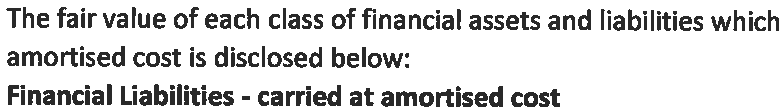 The fair value of each class of financial assets and liabilities which
amortised cost is disclosed below:
Financial Liabilities - carried at amortised cost